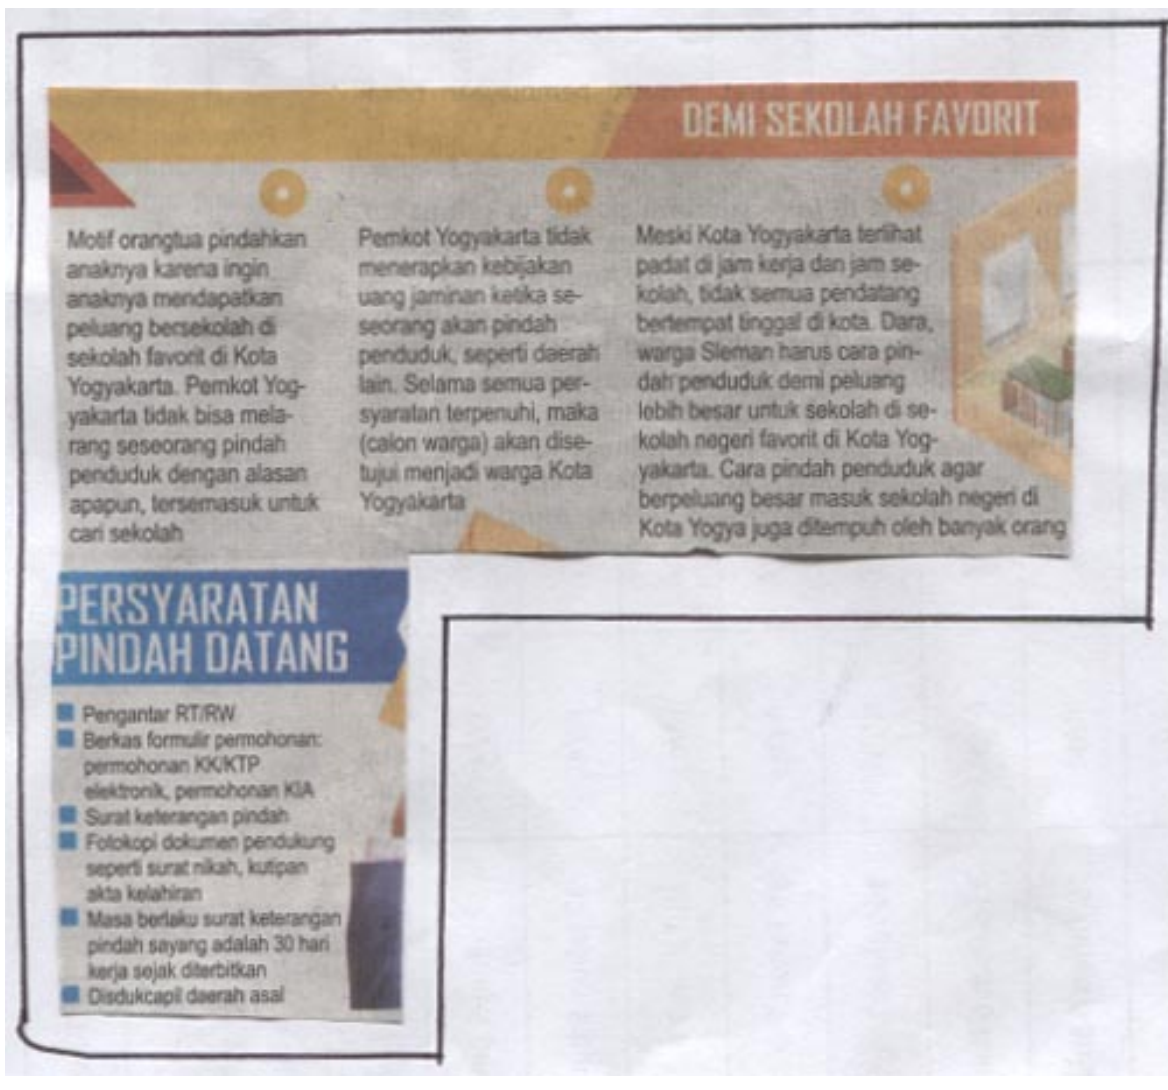 DEMI SEKOLAH FAVORIT
Motif orangtua pindahkan
anaknya karena ingin
anaknya mendapatkan
peluang bersekolah di
sekolah favorit di Kota
Yogyakarta. Pemkot Yog-
yakarta tidak bisa mela-
rang seseorang pindah
penduduk dengan alasan
apapun, tersemasuk untuk
cari sekolah
Pemkot Yogyakarta tidak
menerapkan kebijakan
uang jaminan ketika se-
seorang akan pindah
penduduk, seperti daerah
lain. Selama semua per-
syaratan terpenuhi, maka
(calon warga) akan dise-
tujui menjadi warga Kota
Yogyakarta
Meski Kota Yogyakarta terlihat
padat di jam kerja dan jam se-
kolah, tidak semua pendatang
bertempat tinggal di kota. Dara,
warga Sleman harus cara pin-
dah penduduk demi peluang
lebih besar untuk sekolah di se-
kolah negeri favorit di Kota Yog-
yakarta. Cara pindah penduduk agar
berpeluang besar masuk sekolah negeri di
Kota Yogya juga ditempuh oleh banyak orang
PERSYARATAN
PINDAH DATANG
Pengantar RT/RW
Berkas formulir permohonan:
permohonan KK/KTP
elektronik, permohonan KIA
Surat keterangan pindah
Fotokopi dokumen pendukung
seperti surat nikah, kutipan
akta kelahiran
Masa berlaku surat keterangan
pindah sayang adalah 30 hari
kerja sejak diterbitkan
Disdukcapil daerah asal